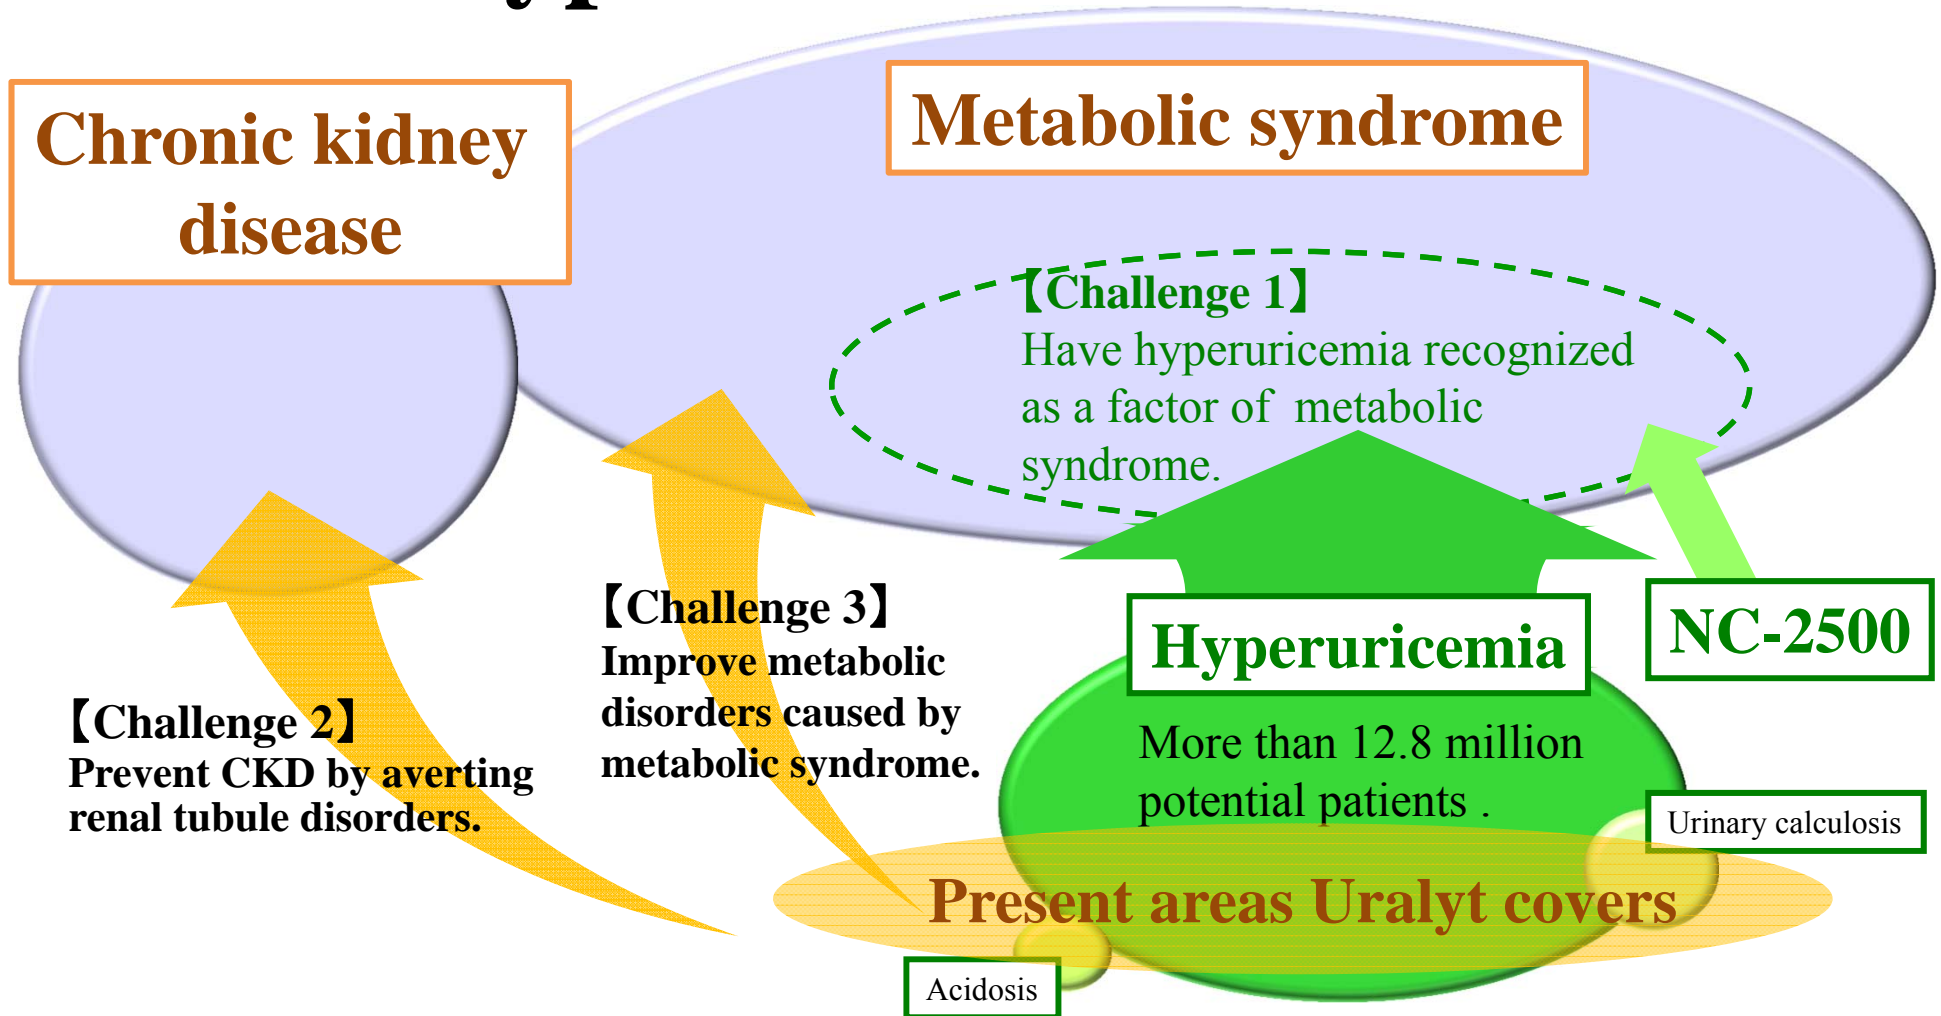 Chronic kidney
disease
Metabolic syndrome
【Challenge 1】
Have hyperuricemia recognized
as a factor of metabolic
syndrome.
【Challenge 3】
Improve metabolic
disorders caused by
metabolic syndrome.
【Challenge 2】
Prevent CKD by averting
renal tubule disorders.
Hyperuricemia
NC-2500
More than 12.8 million
potential patients .
Urinary calculosis
Present areas Uralyt covers
Acidosis